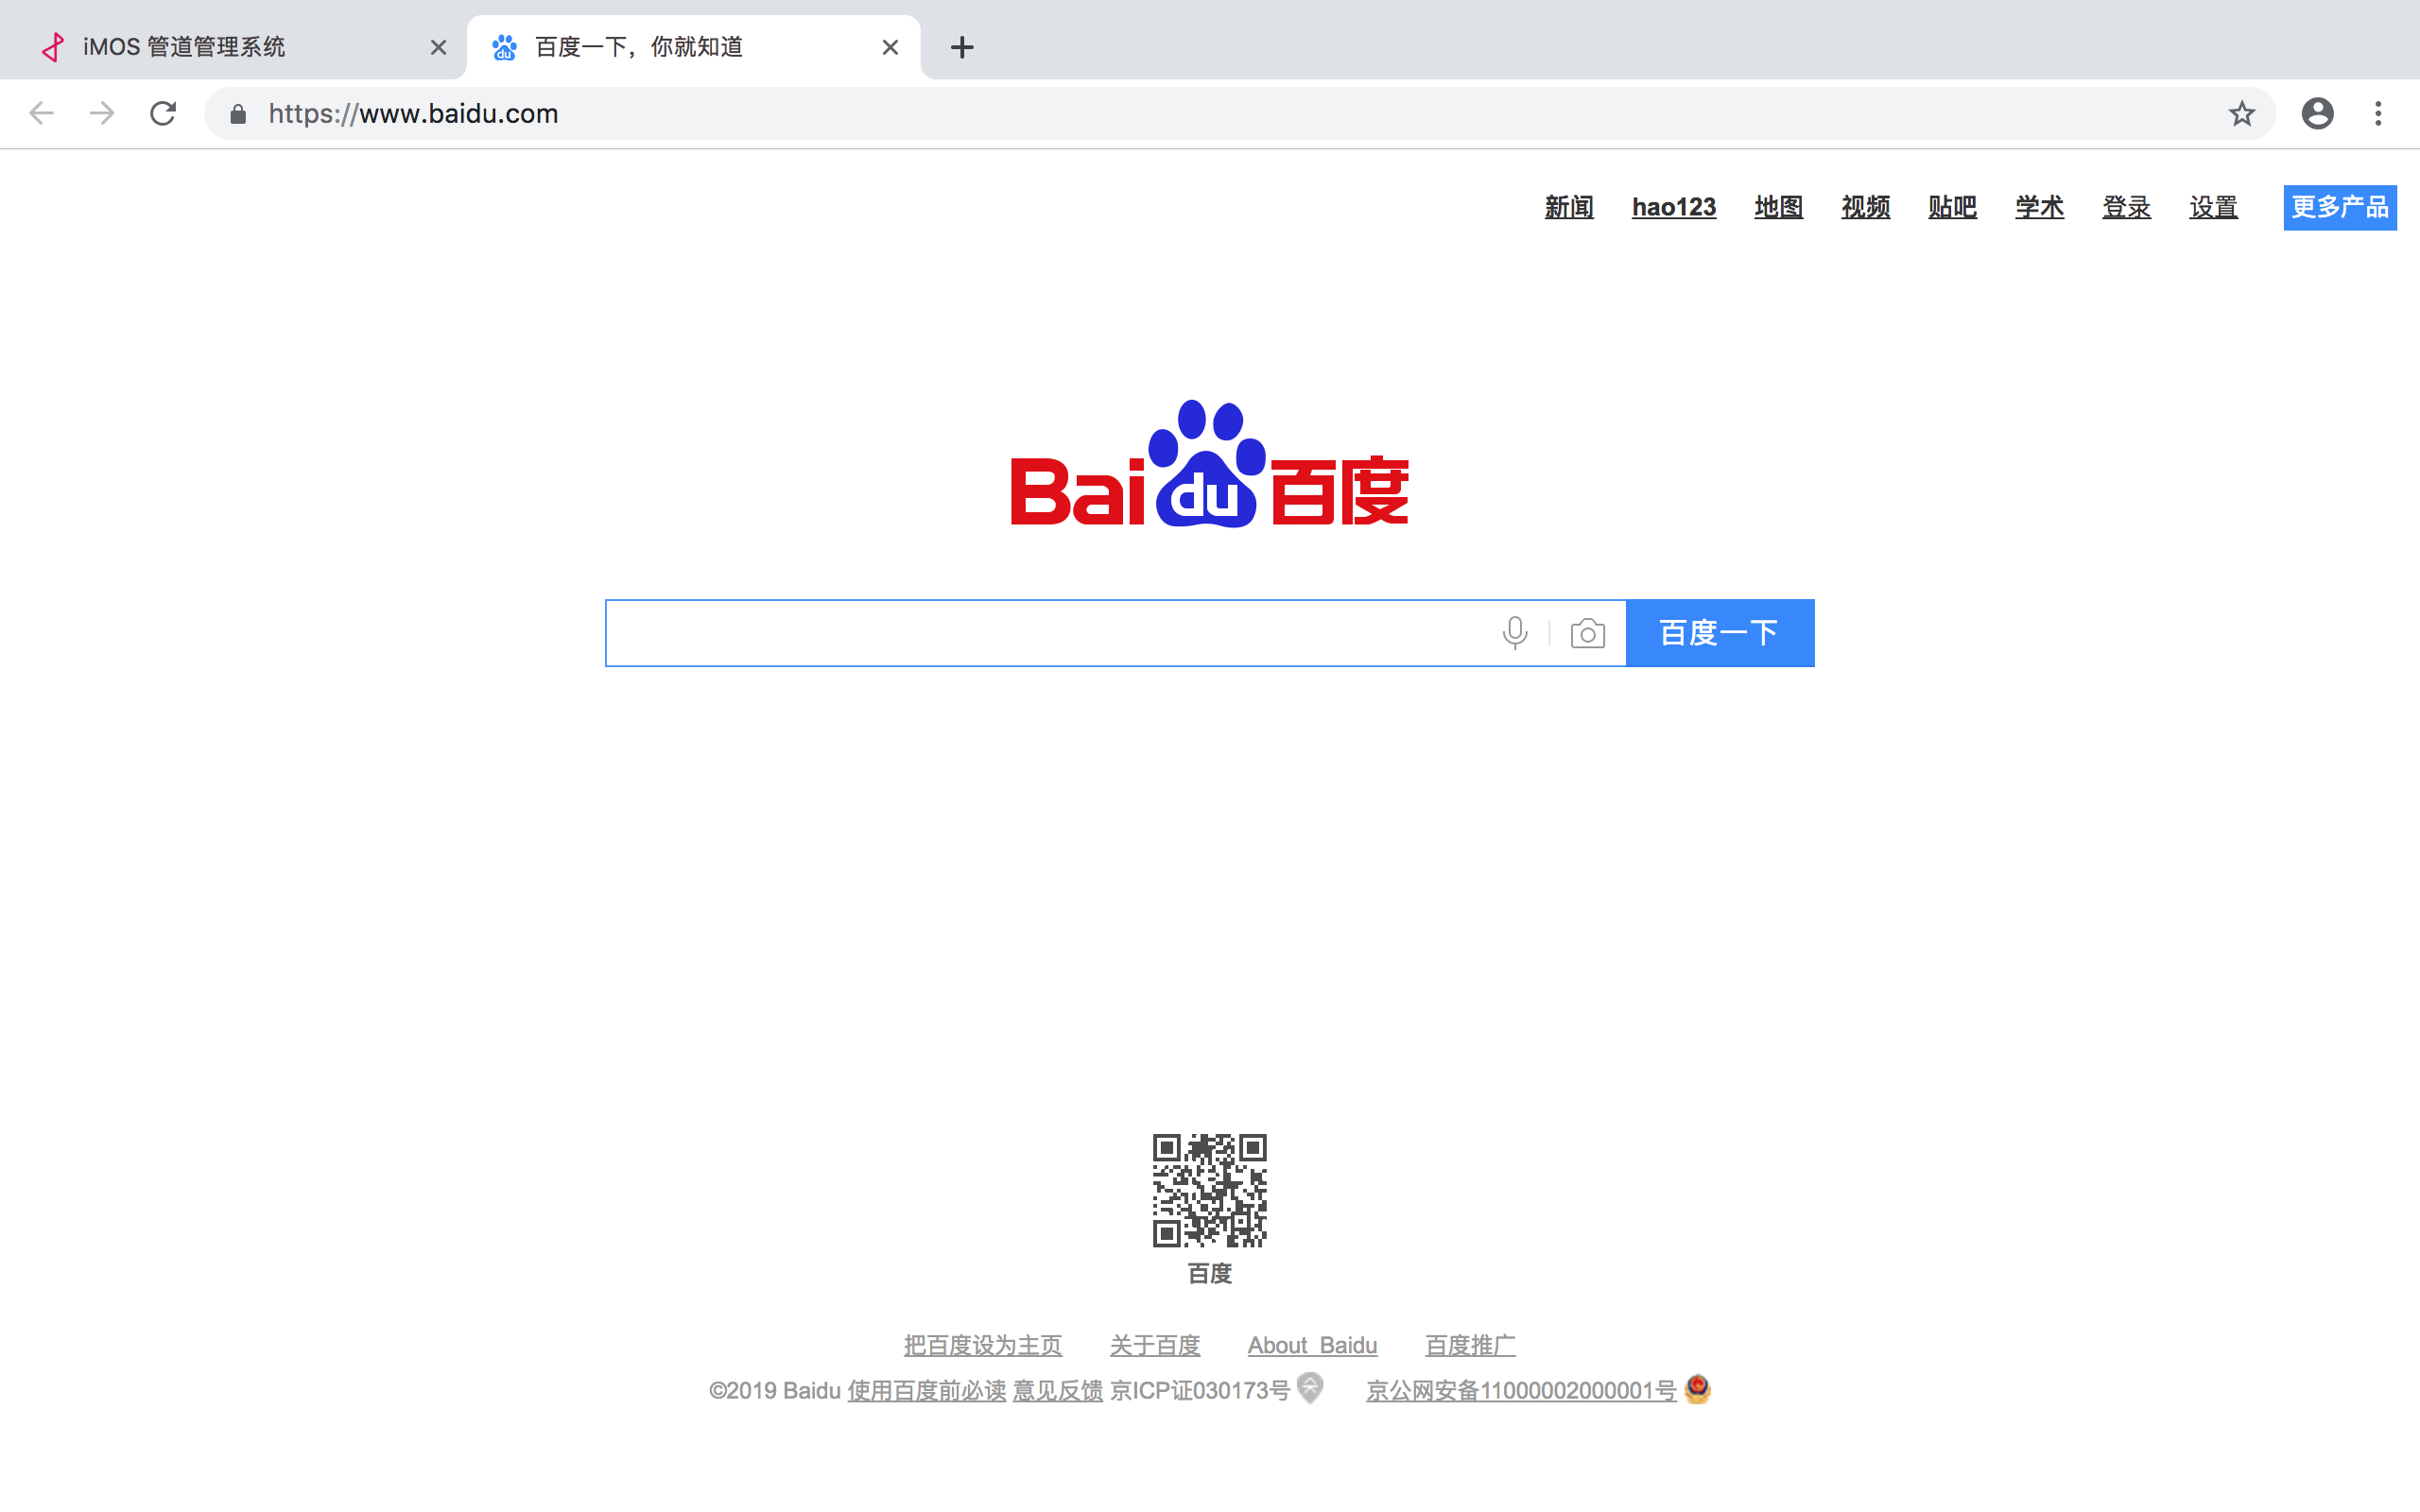 iMOS 管道管理系统 百度一下，你就知道
https://www.baidu.com
新闻 hao123 地图 视频 贴吧 学术 登录 设置 更多产品
Bai du 百度
百度一下
百度
把百度设为主页 关于百度 About Baidu 百度推广
©2019 Baidu 使用百度前必读 意见反馈 京ICP证030173号 京公网安备11000002000001号